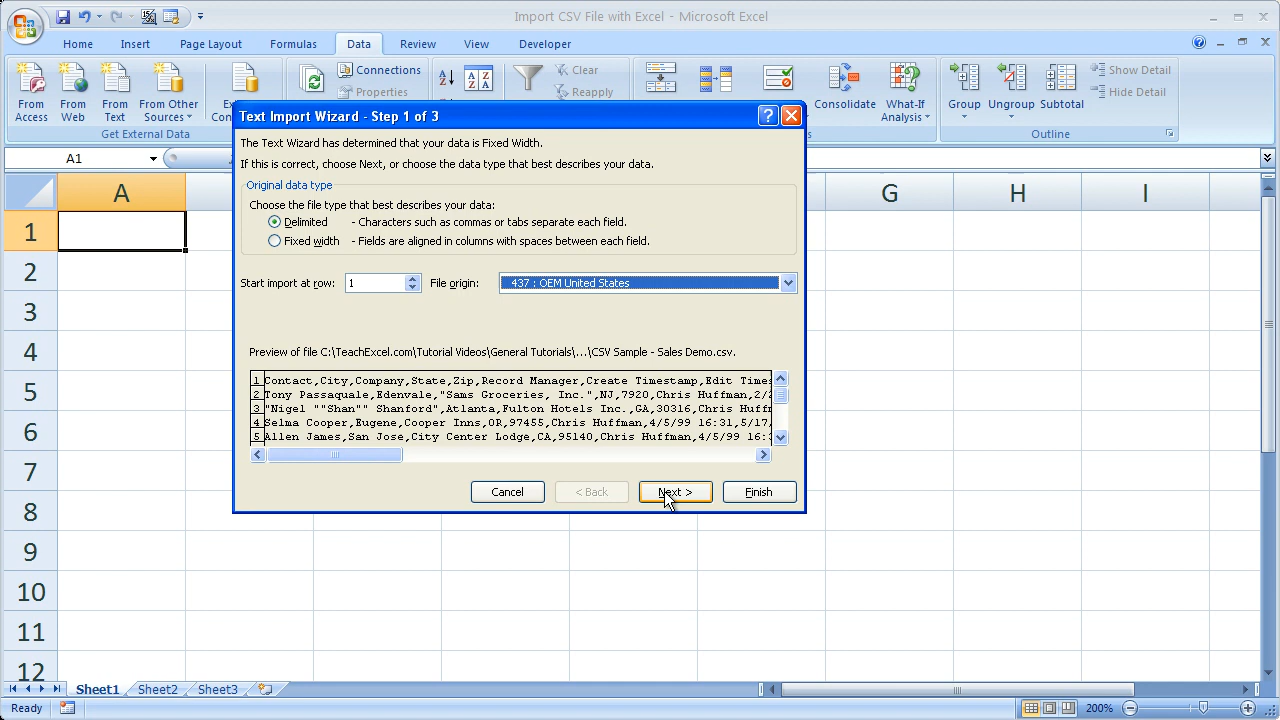 Import CSV File with Excel - Microsoft Excel
Home Insert Page Layout Formulas Data Review View Developer
From Access
From Web
From Text
From Other Sources
Connections
Properties
Clear
Reapply
Consolidate
What-If Analysis
Group
Ungroup
Subtotal
Show Detail
Hide Detail
Get External Data
Outline
A1
A G H I
1
2
3
4
5
6
7
8
9
10
11
12
Text Import Wizard - Step 1 of 3
The Text Wizard has determined that your data is Fixed Width.
If this is correct, choose Next, or choose the data type that best describes your data.
Original data type
Choose the file type that best describes your data:
Delimited - Characters such as commas or tabs separate each field.
Fixed width - Fields are aligned in columns with spaces between each field.
Start import at row: 1 File origin: 437 : OEM United States
Preview of file C:\TeachExcel.com\Tutorial Videos\General Tutorials\...\CSV Sample - Sales Demo.csv.
1 Contact,City,Company,State,Zip,Record Manager,Create Timestamp,Edit Times
2 Tony Passaquale,Edenvale,"Sams Groceries, Inc.",NJ,7920,Chris Huffman,2/2
3 "Nigel ""Shan"" Shanford",Atlanta,Fulton Hotels Inc.,GA,30316,Chris Huffm
4 Selma Cooper,Eugene,Cooper Inns,OR,97455,Chris Huffman,4/5/99 16:31,5/17,
5 Allen James,San Jose,City Center Lodge,CA,95140,Chris Huffman,4/5/99 16:
Cancel < Back Next > Finish
Sheet1 Sheet2 Sheet3
Ready 200%